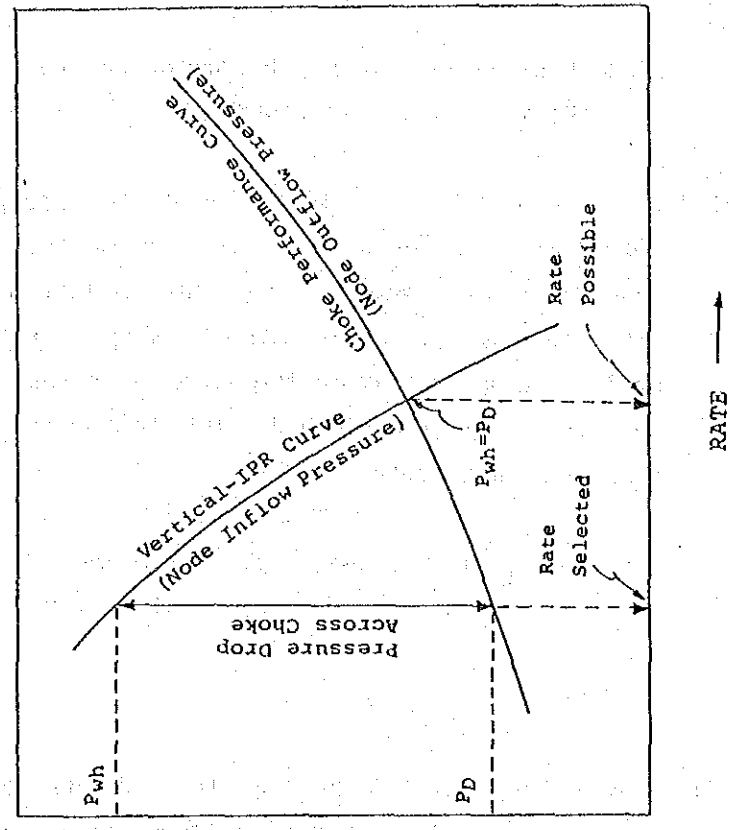 Choke Performance Curve
(Node Outflow Pressure)
Vertical-IPR Curve
(Node Inflow Pressure)
Pressure Drop
Across Choke
Pwh
PD
Pwh=PD
Rate
Selected
Rate
Possible
RATE